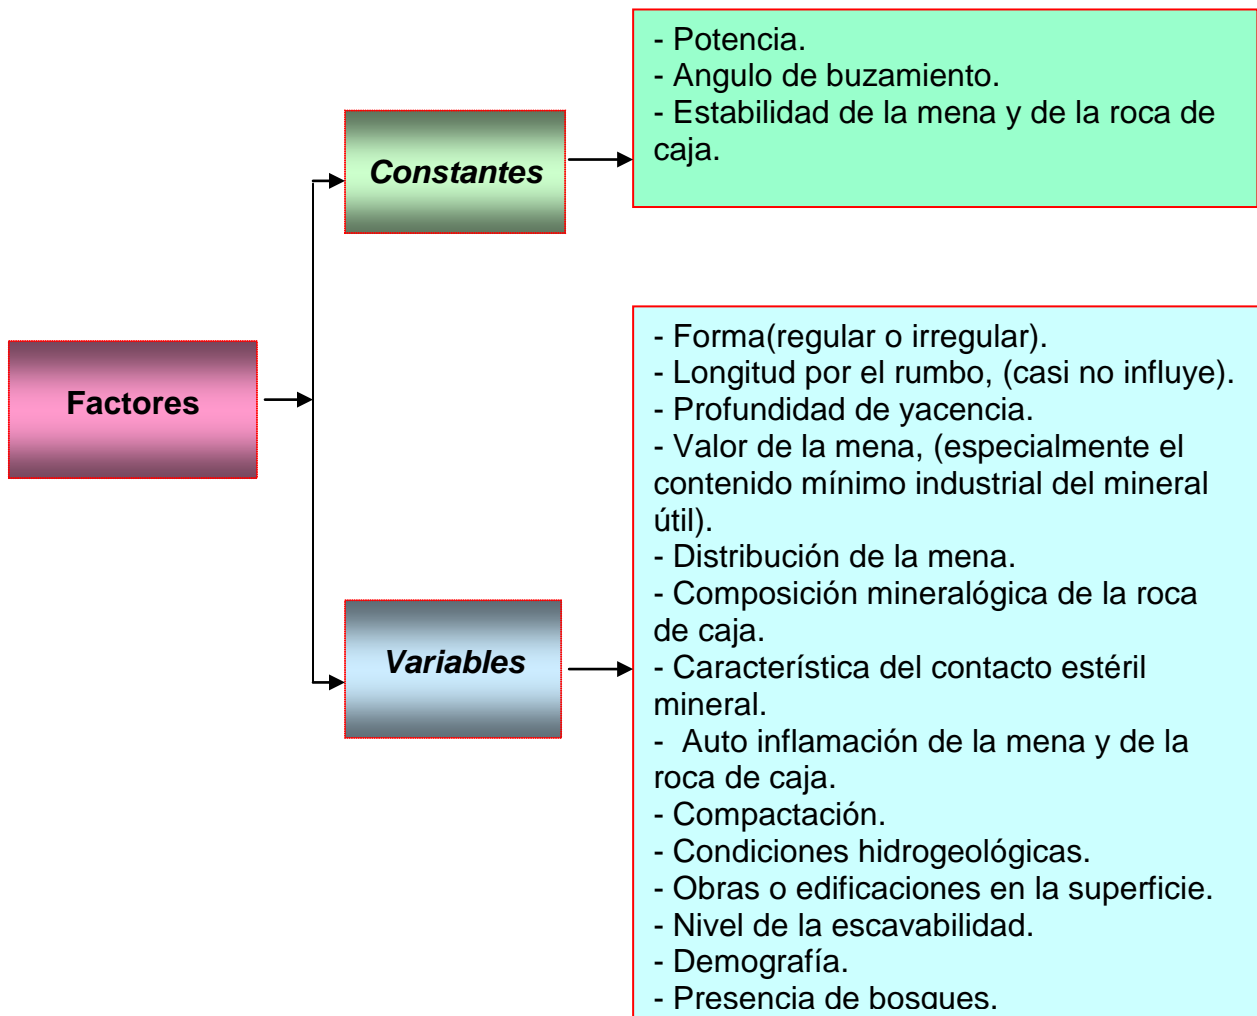 - Potencia.
- Angulo de buzamiento.
- Estabilidad de la mena y de la roca de
caja.
Constantes
Factores
- Forma(regular o irregular).
- Longitud por el rumbo, (casi no influye).
- Profundidad de yacencia.
- Valor de la mena, (especialmente el
contenido mínimo industrial del mineral
útil).
- Distribución de la mena.
- Composición mineralógica de la roca
de caja.
- Característica del contacto estéril
mineral.
- Auto inflamación de la mena y de la
roca de caja.
- Compactación.
- Condiciones hidrogeológicas.
- Obras o edificaciones en la superficie.
- Nivel de la escavabilidad.
- Demografía.
- Presencia de bosques.
Variables